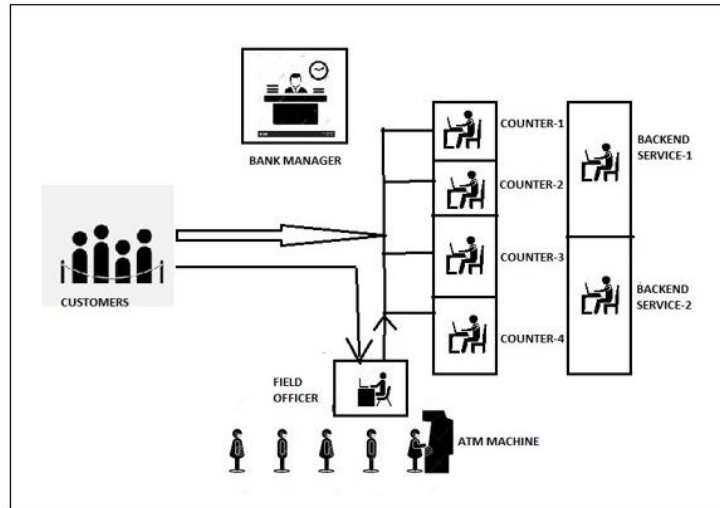 BANK MANAGER
COUNTER-1
COUNTER-2
COUNTER-3
COUNTER-4
BACKEND
SERVICE-1
BACKEND
SERVICE-2
CUSTOMERS
FIELD
OFFICER
ATM MACHINE